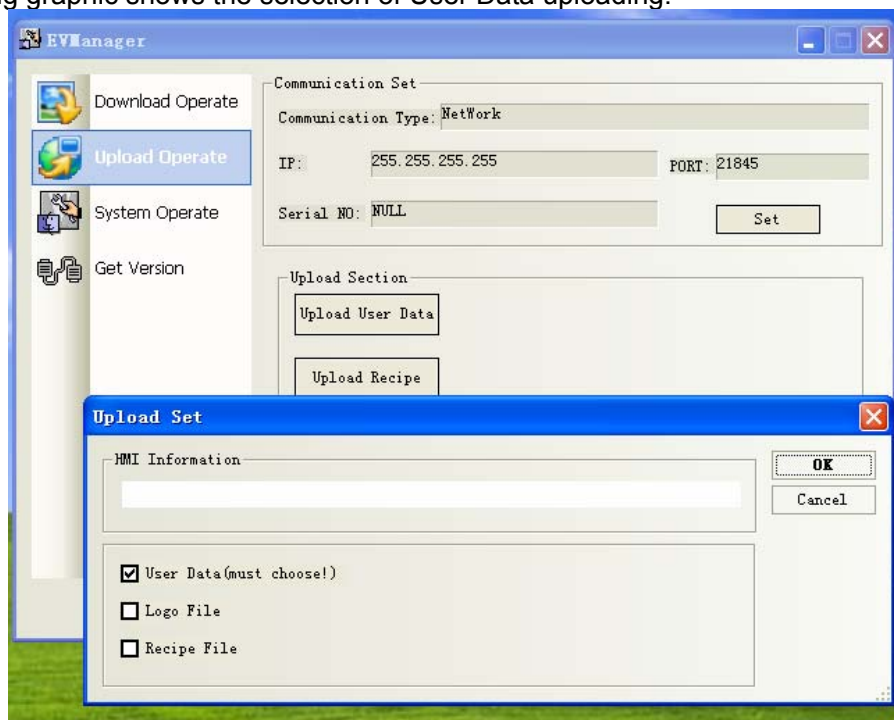 graphic shows the selection of User Data uploading.
EVManager
Download Operate
Upload Operate
System Operate
Get Version
Communication Set
Communication Type: NetWork
IP: 255.255.255.255 PORT: 21845
Serial NO: NULL Set
Upload Section
Upload User Data
Upload Recipe
Upload Set
HMI Information
OK
Cancel
User Data(must choose!)
Logo File
Recipe File